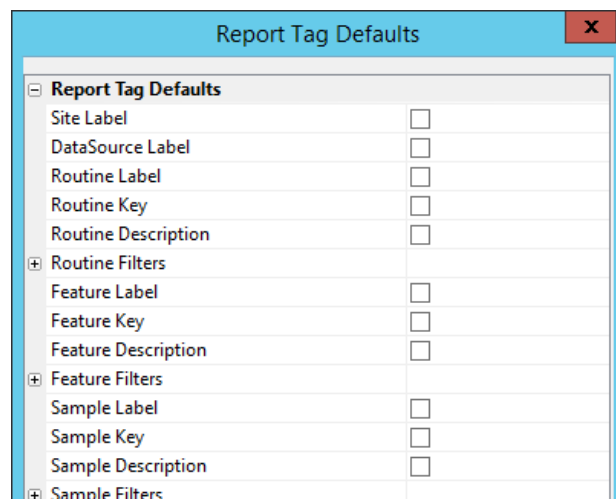 Report Tag Defaults
x
Report Tag Defaults
Site Label
DataSource Label
Routine Label
Routine Key
Routine Description
Routine Filters
Feature Label
Feature Key
Feature Description
Feature Filters
Sample Label
Sample Key
Sample Description
Sample Filters